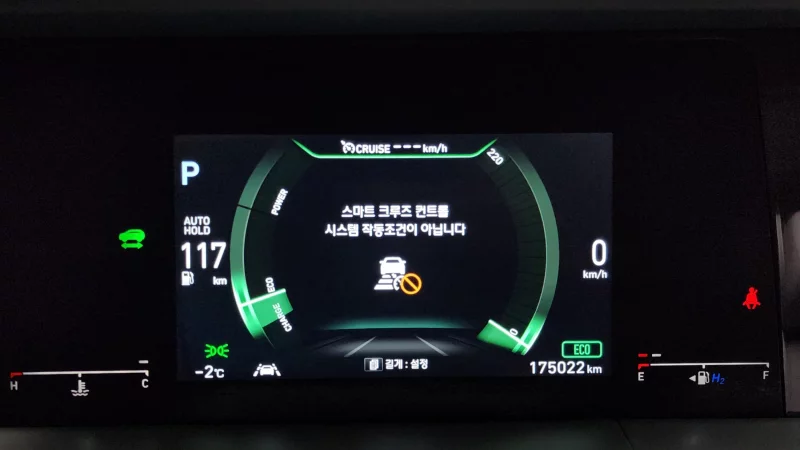 CRUISE --- km/h
P
220
POWER
AUTO
HOLD
스마트 크루즈 컨트롤
시스템 작동조건이 아닙니다
117
km
0
km/h
ECO
CHARGE
0
ECO
-2℃
길게 : 설정
175022 km
H
C
E
F
H2